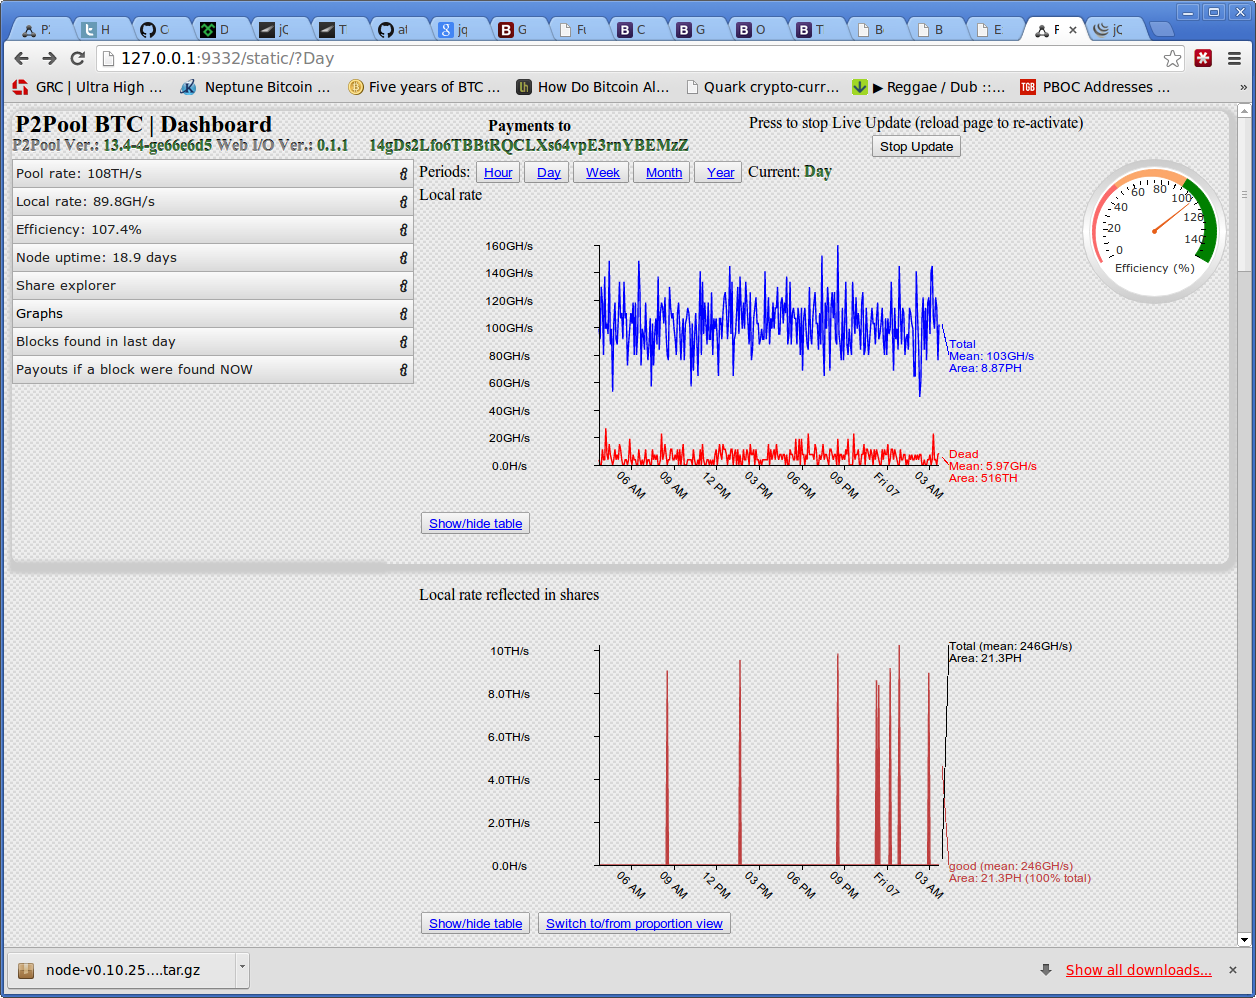 P: H C D jC T al jq G Fu C G O T B B E F × jC
127.0.0.1:9332/static/?Day
GRC | Ultra High ... Neptune Bitcoin ... Five years of BTC ... How Do Bitcoin Al... Quark crypto-curr... ▶ Reggae / Dub ::... TGB PBOC Addresses ... »
P2Pool BTC | Dashboard
P2Pool Ver.: 13.4-4-ge66e6d5 Web I/O Ver.: 0.1.1
Payments to
14gDs2Lfo6TBBtRQCLXs64vpE3rnYBEMzZ
Press to stop Live Update (reload page to re-activate)
Stop Update
Pool rate: 108TH/s
Local rate: 89.8GH/s
Efficiency: 107.4%
Node uptime: 18.9 days
Share explorer
Graphs
Blocks found in last day
Payouts if a block were found NOW
Periods: Hour Day Week Month Year Current: Day
Local rate
160GH/s
140GH/s
120GH/s
100GH/s
80GH/s
60GH/s
40GH/s
20GH/s
0.0H/s
06 AM 09 AM 12 PM 03 PM 06 PM 09 PM Fri 07 03 AM
Total
Mean: 103GH/s
Area: 8.87PH
Dead
Mean: 5.97GH/s
Area: 516TH
0 20 40 60 80 100 120 140
Efficiency (%)
Show/hide table
Local rate reflected in shares
10TH/s
8.0TH/s
6.0TH/s
4.0TH/s
2.0TH/s
0.0H/s
06 AM 09 AM 12 PM 03 PM 06 PM 09 PM Fri 07 03 AM
Total (mean: 246GH/s)
Area: 21.3PH
good (mean: 246GH/s)
Area: 21.3PH (100% total)
Show/hide table Switch to/from proportion view
node-v0.10.25....tar.gz
Show all downloads... ×